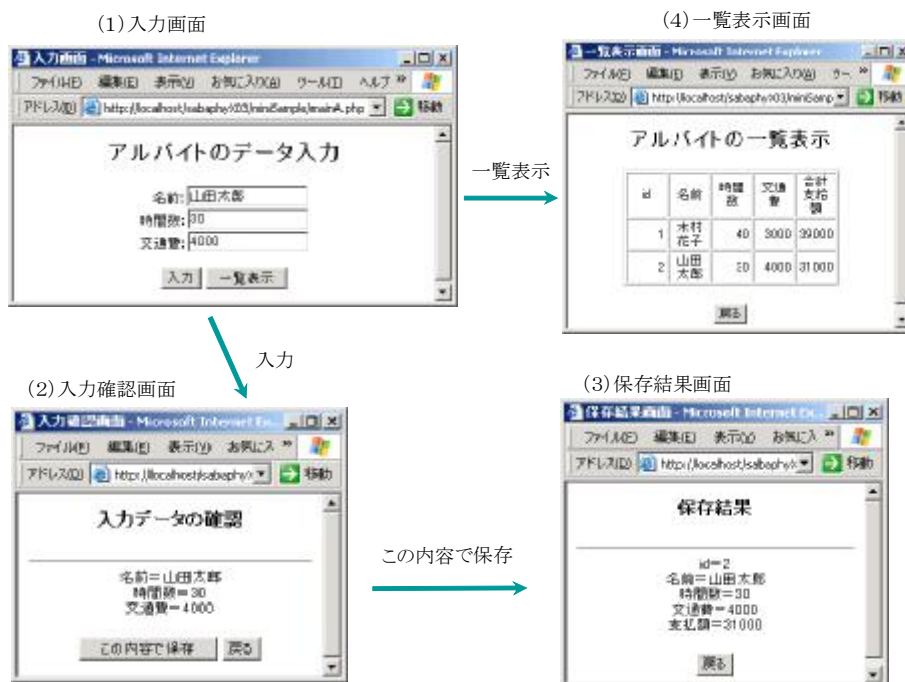 (1)入力画面
入力画面 - Microsoft Internet Explorer
ファイル(F) 編集(E) 表示(V) お気に入り(A) ツール(T) ヘルプ »
アドレス(D) http://localhost/sabaphyx03/miniSample/mainA.php 移動
アルバイトのデータ入力
名前: 山田太郎
時間数: 30
交通費: 4000
入力 一覧表示
一覧表示
(4)一覧表示画面
一覧表示画面 - Microsoft Internet Explorer
ファイル(F) 編集(E) 表示(V) お気に入り(A) ツー »
アドレス(D) http://localhost/sabaphyx03/miniSamp 移動
アルバイトの一覧表示
id 名前 時間数 交通費 合計支給額
1 木村花子 40 3000 39000
2 山田太郎 30 4000 31000
戻る
入力
(2)入力確認画面
入力確認画面 - Microsoft Internet Ex...
ファイル(F) 編集(E) 表示(V) お気に入 »
アドレス(D) http://localhost/sabaphyx 移動
入力データの確認
名前=山田太郎
時間数=30
交通費=4000
この内容で保存 戻る
この内容で保存
(3)保存結果画面
保存結果画面 - Microsoft Internet Ex...
ファイル(F) 編集(E) 表示(V) お気に入 »
アドレス(D) http://localhost/sabaphyx 移動
保存結果
id=2
名前=山田太郎
時間数=30
交通費=4000
支払額=31000
戻る